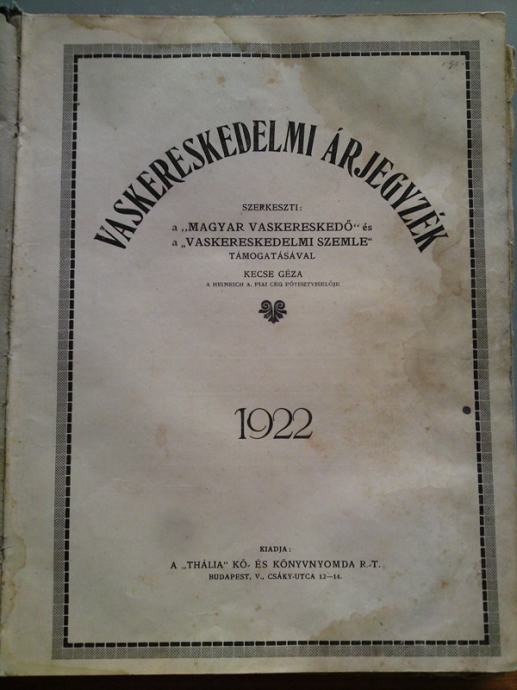 VASKERESKEDELMI ÁRJEGYZÉK
SZERKESZTI:
a „MAGYAR VASKERESKEDŐ“ és
a „VASKERESKEDELMI SZEMLE“
TÁMOGATÁSÁVAL
KECSE GÉZA
A HEINRICH A. FIAI CÉG FŐTISZTVISELŐJE
1922
KIADJA:
A „THÁLIA“ KŐ- ÉS KÖNYVNYOMDA R.-T.
BUDAPEST, V., CSÁKY-UTCA 12—14.